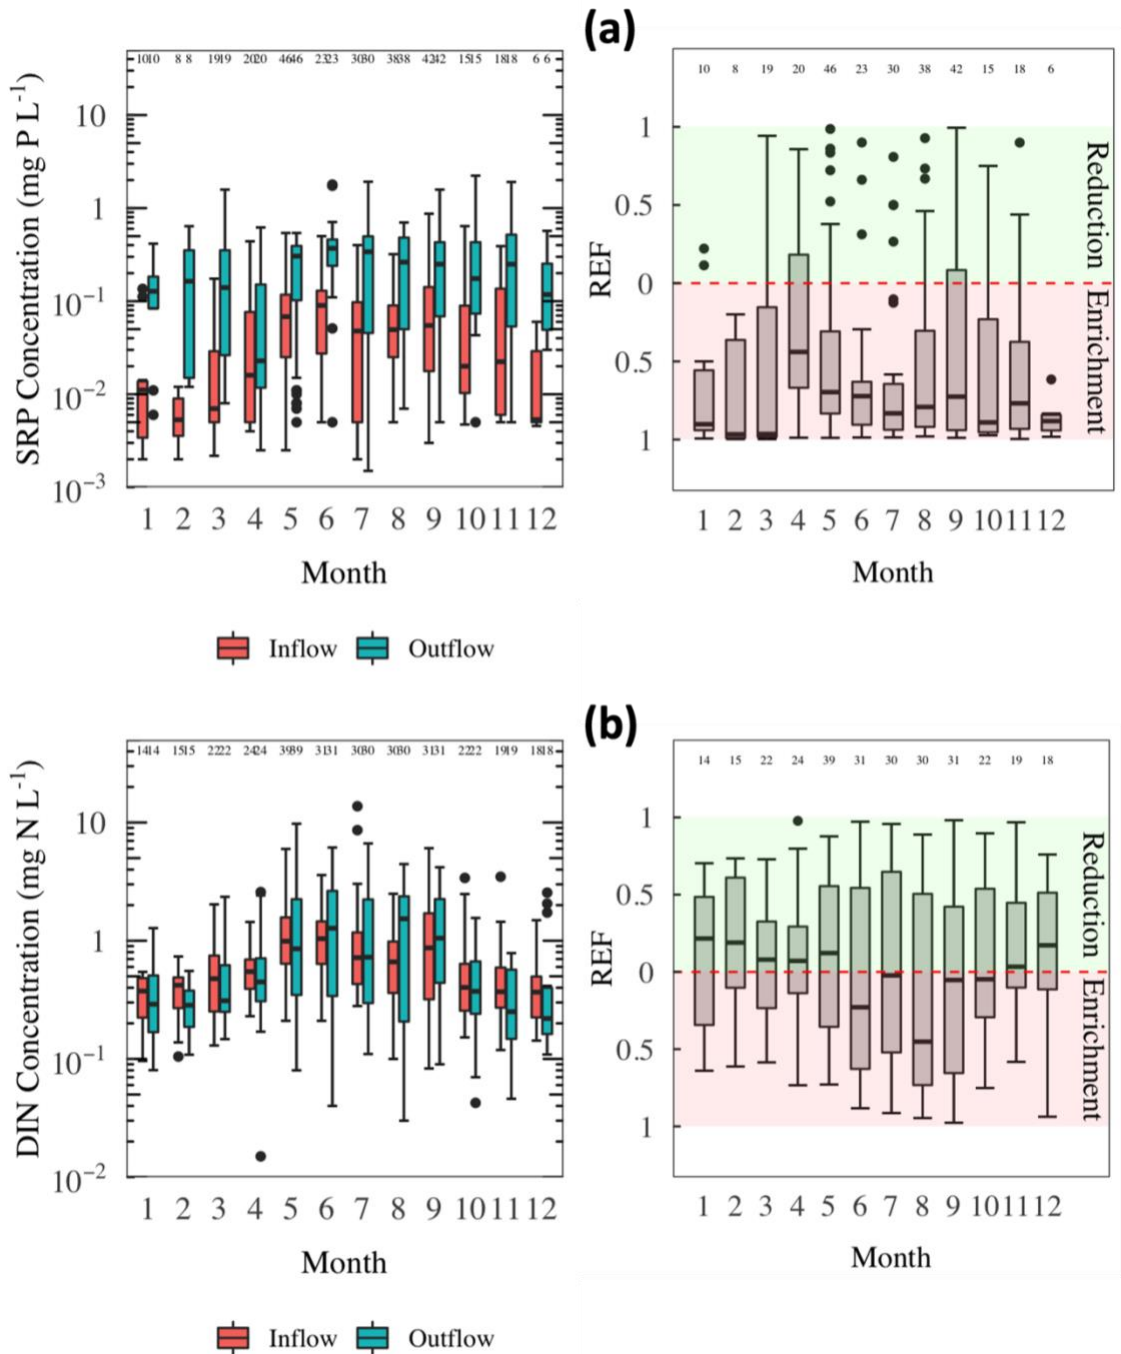 (a)
1010 8 8 1919 2020 4646 2323 3030 3838 4242 1515 1818 6 6
SRP Concentration (mg P L⁻¹)
10
1
10⁻¹
10⁻²
10⁻³
1 2 3 4 5 6 7 8 9 10 11 12
Month
Inflow Outflow
10 8 19 20 46 23 30 38 42 15 18 6
REF
1
0.5
0
0.5
1
Reduction
Enrichment
1 2 3 4 5 6 7 8 9 10 11 12
Month
(b)
1414 1515 2222 2424 3939 3131 3030 3030 3131 2222 1919 1818
DIN Concentration (mg N L⁻¹)
10
1
10⁻¹
10⁻²
1 2 3 4 5 6 7 8 9 10 11 12
Month
Inflow Outflow
14 15 22 24 39 31 30 30 31 22 19 18
REF
1
0.5
0
0.5
1
Reduction
Enrichment
1 2 3 4 5 6 7 8 9 10 11 12
Month